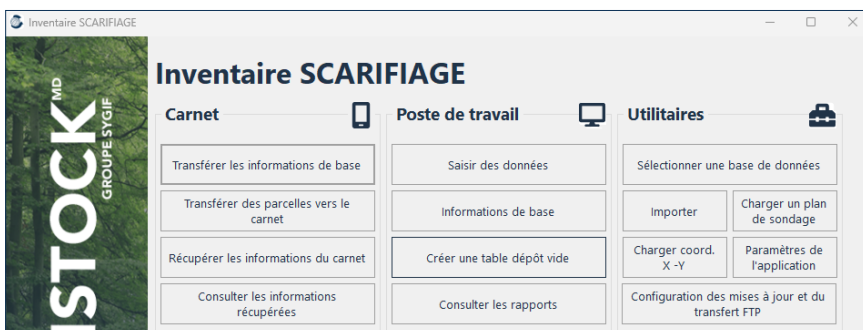 Inventaire SCARIFIAGE
ISTOCK MD
GROUPE SYGIF
Inventaire SCARIFIAGE
Carnet
Transférer les informations de base
Transférer des parcelles vers le
carnet
Récupérer les informations du carnet
Consulter les informations
récupérées
Poste de travail
Saisir des données
Informations de base
Créer une table dépôt vide
Consulter les rapports
Utilitaires
Sélectionner une base de données
Importer
Charger un plan
de sondage
Charger coord.
X -Y
Paramètres de
l'application
Configuration des mises à jour et du
transfert FTP